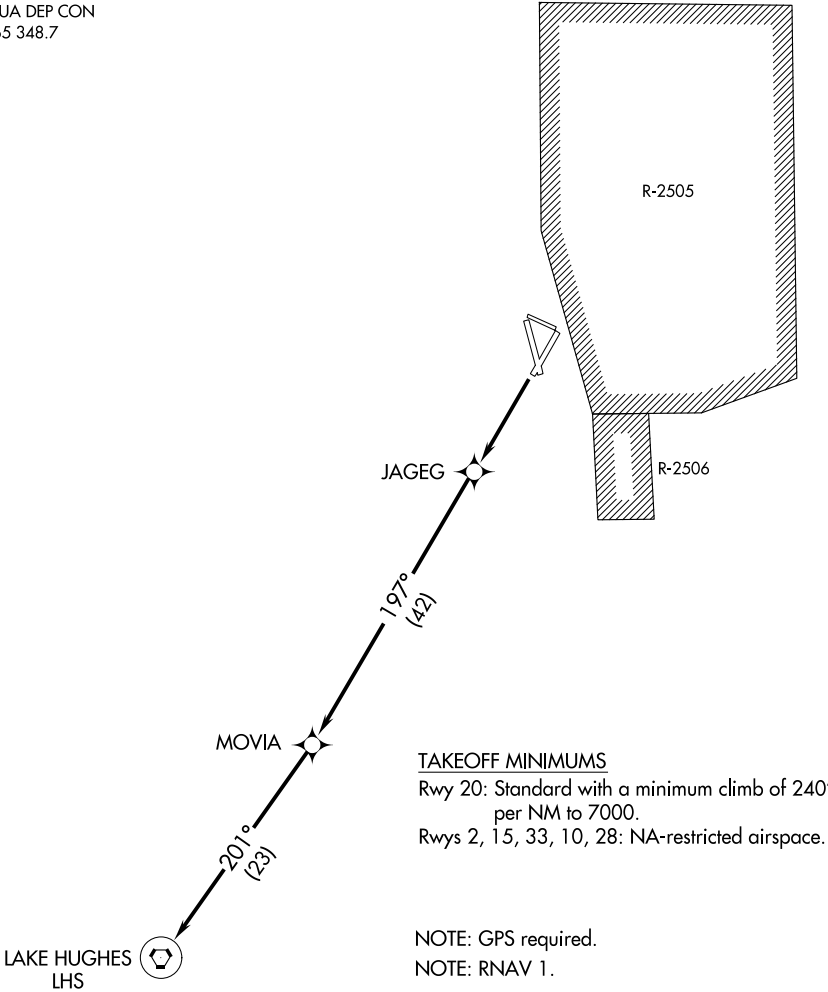 UA DEP CON
5 348.7
R-2505
JAGEG
R-2506
197°
(42)
MOVIA
TAKEOFF MINIMUMS
Rwy 20: Standard with a minimum climb of 240'
per NM to 7000.
Rwys 2, 15, 33, 10, 28: NA-restricted airspace.
201°
(23)
NOTE: GPS required.
LAKE HUGHES
LHS
NOTE: RNAV 1.